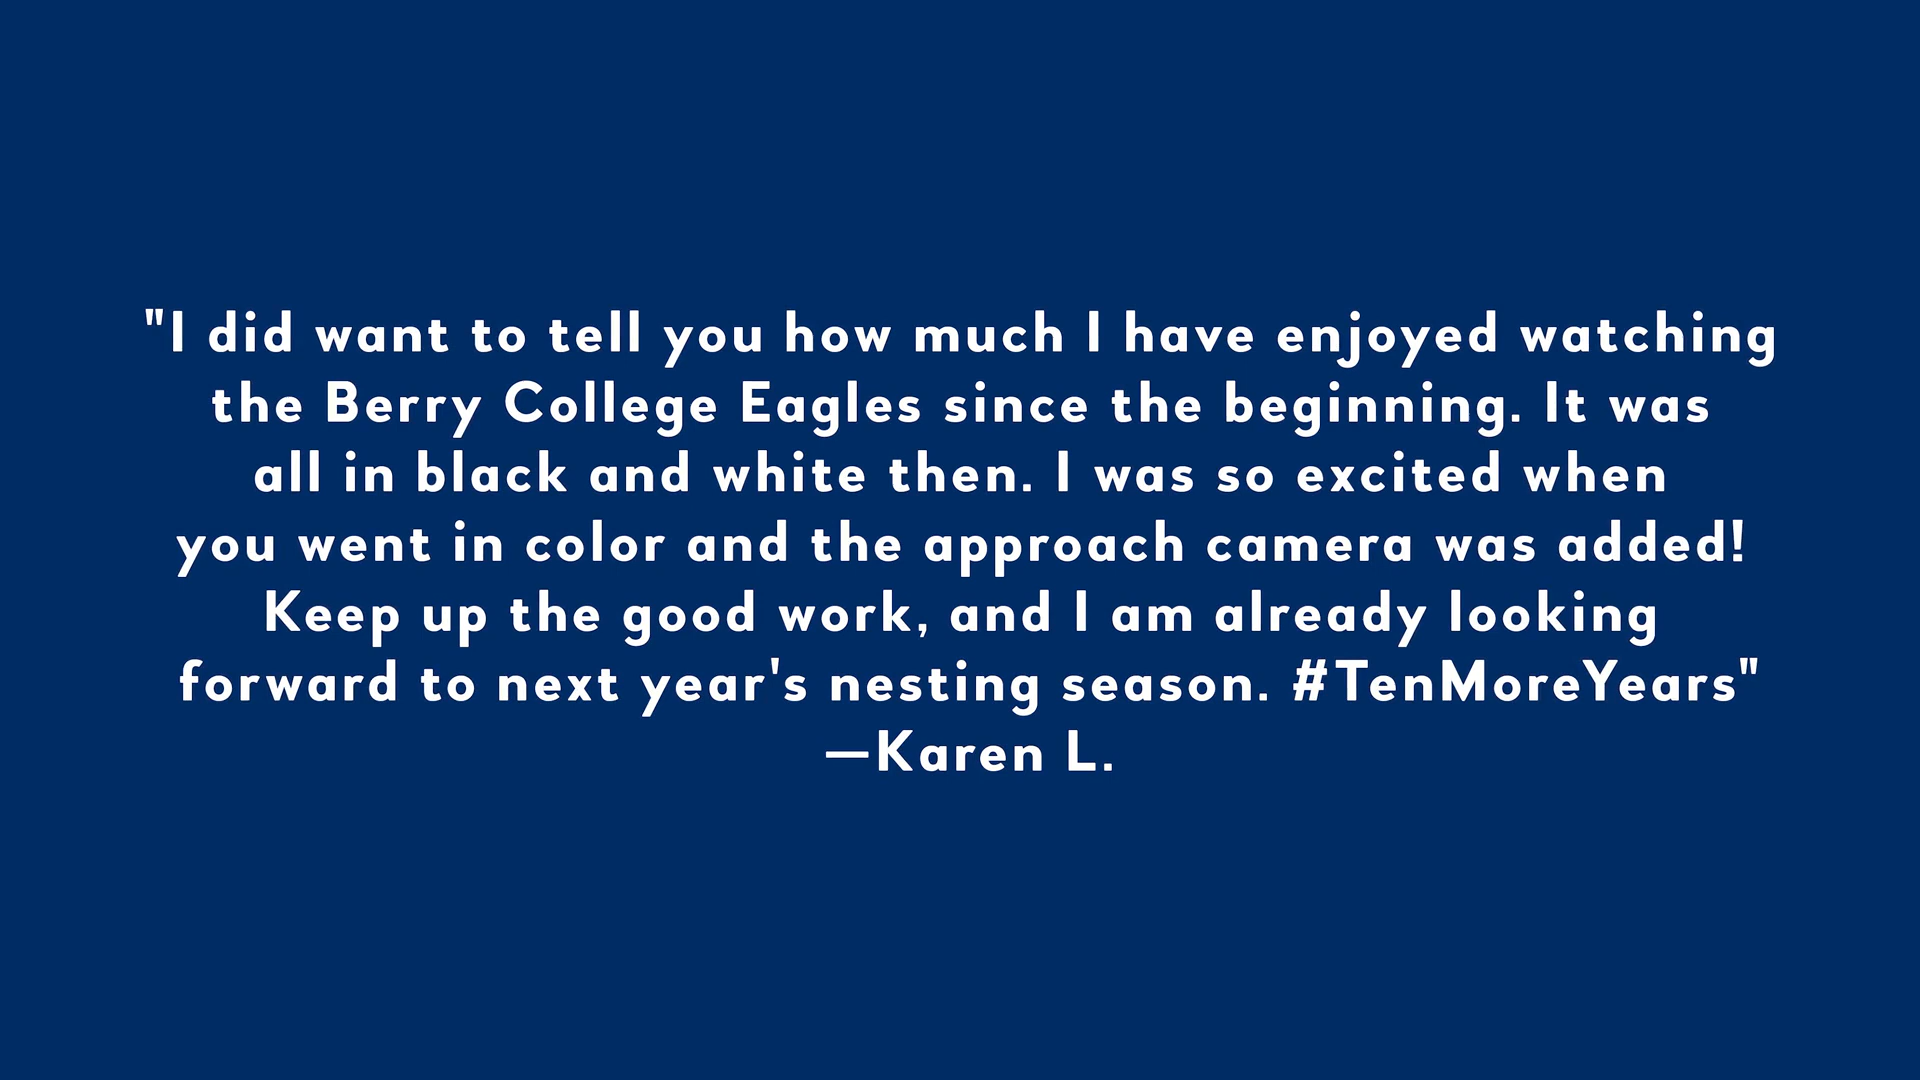 "I did want to tell you how much I have enjoyed watching
the Berry College Eagles since the beginning. It was
all in black and white then. I was so excited when
you went in color and the approach camera was added!
Keep up the good work, and I am already looking
forward to next year's nesting season. #TenMoreYears"
—Karen L.